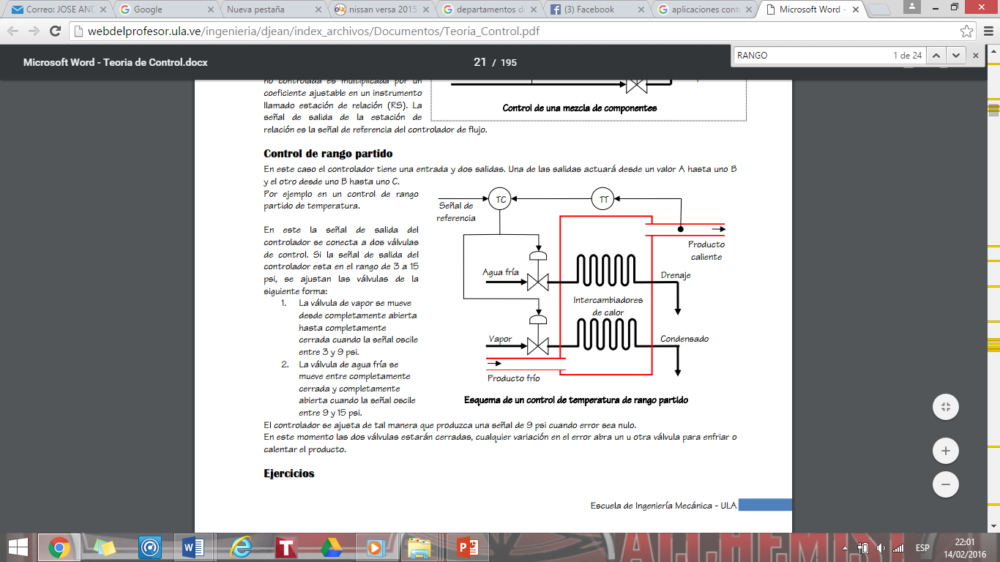 Correo: JOSE AND
Google
Nueva pestaña
nissan versa 2015
departamentos de
(3) Facebook
aplicaciones cont
Microsoft Word -
webdelprofesor.ula.ve/ingenieria/djean/index_archivos/Documentos/Teoria_Control.pdf
Microsoft Word - Teoria de Control.docx
21 / 195
RANGO
1 de 24
no controlada es multiplicada por un
coeficiente ajustable en un instrumento
llamado estación de relación (RS). La
señal de salida de la estación de
relación es la señal de referencia del controlador de flujo.
Control de una mezcla de componentes
Control de rango partido
En este caso el controlador tiene una entrada y dos salidas. Una de las salidas actuará desde un valor A hasta uno B
y el otro desde uno B hasta uno C.
Por ejemplo en un control de rango
partido de temperatura.
En este la señal de salida del
controlador se conecta a dos válvulas
de control. Si la señal de salida del
controlador esta en el rango de 3 a 15
psi, se ajustan las válvulas de la
siguiente forma:
1. La válvula de vapor se mueve
desde completamente abierta
hasta completamente
cerrada cuando la señal oscile
entre 3 y 9 psi.
2. La válvula de agua fría se
mueve entre completamente
cerrada y completamente
abierta cuando la señal oscile
entre 9 y 15 psi.
Señal de
referencia
TC
TT
Producto
caliente
Agua fría
Drenaje
Intercambiadores
de calor
Vapor
Condensado
Producto frío
Esquema de un control de temperatura de rango partido
El controlador se ajusta de tal manera que produzca una señal de 9 psi cuando error sea nulo.
En este momento las dos válvulas estarán cerradas, cualquier variación en el error abra un u otra válvula para enfriar o
calentar el producto.
Ejercicios
Escuela de Ingeniería Mecánica - ULA
ALCHEMIST
ESP
22:01
14/02/2016